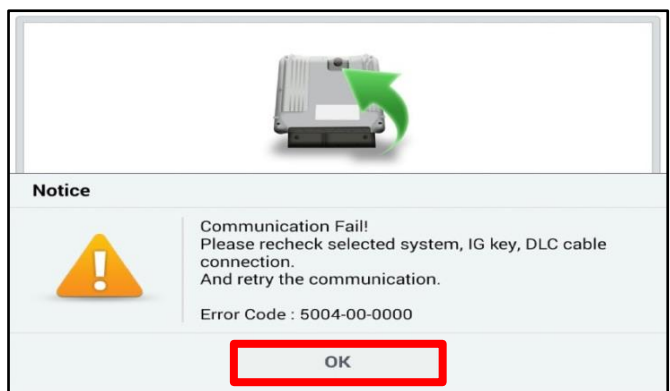 Notice
Communication Fail!
Please recheck selected system, IG key, DLC cable
connection.
And retry the communication.
Error Code : 5004-00-0000
OK